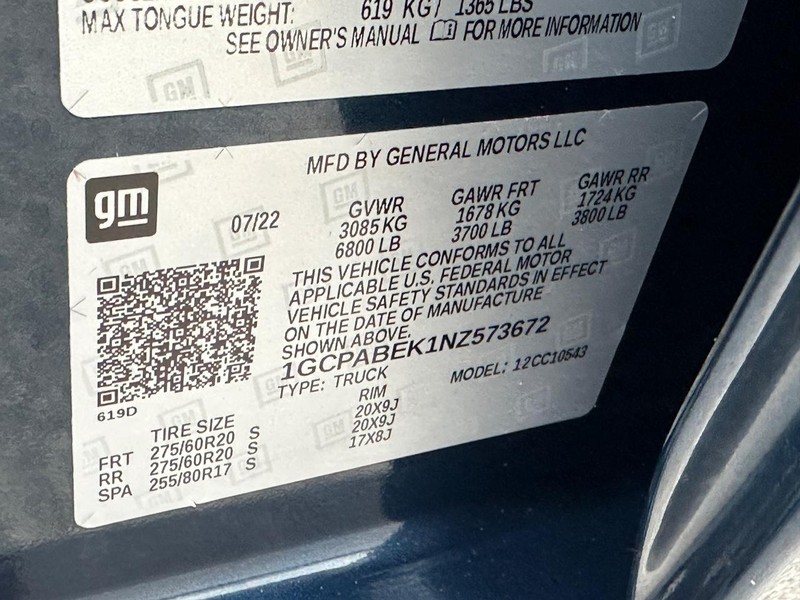 MAX TONGUE WEIGHT: 619 KG / 1365 LBS
SEE OWNER'S MANUAL FOR MORE INFORMATION
gm
MFD BY GENERAL MOTORS LLC
07/22
GVWR GAWR FRT GAWR RR
3085 KG 1678 KG 1724 KG
6800 LB 3700 LB 3800 LB
THIS VEHICLE CONFORMS TO ALL
APPLICABLE U.S. FEDERAL MOTOR
VEHICLE SAFETY STANDARDS IN EFFECT
ON THE DATE OF MANUFACTURE
SHOWN ABOVE.
1GCPABEK1NZ573672
TYPE: TRUCK MODEL: 12CC10543
619D
TIRE SIZE RIM
FRT 275/60R20 S 20X9J
RR 275/60R20 S 20X9J
SPA 255/80R17 S 17X8J